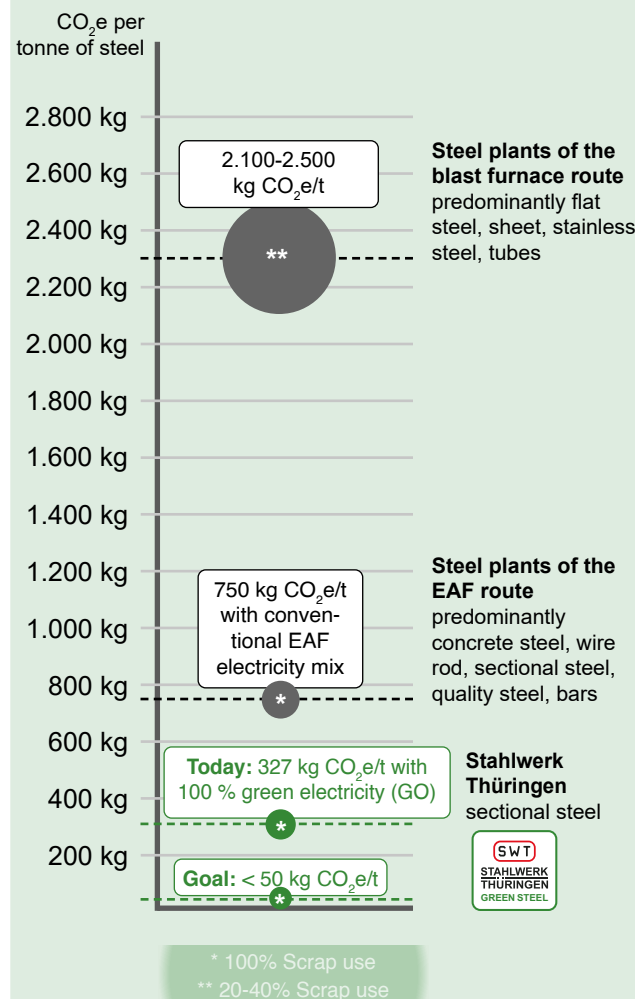 CO₂e per
tonne of steel
2.800 kg
2.600 kg
2.400 kg
2.200 kg
2.000 kg
1.800 kg
1.600 kg
1.400 kg
1.200 kg
1.000 kg
800 kg
600 kg
400 kg
200 kg
2.100-2.500
kg CO₂e/t
**
Steel plants of the
blast furnace route
predominantly flat
steel, sheet, stainless
steel, tubes
750 kg CO₂e/t
with conven-
tional EAF
electricity mix
*
Steel plants of the
EAF route
predominantly
concrete steel, wire
rod, sectional steel,
quality steel, bars
Today: 327 kg CO₂e/t with
100 % green electricity (GO)
*
Stahlwerk
Thüringen
sectional steel
SWT
STAHLWERK
THÜRINGEN
GREEN STEEL
Goal: < 50 kg CO₂e/t
*
* 100% Scrap use
** 20-40% Scrap use